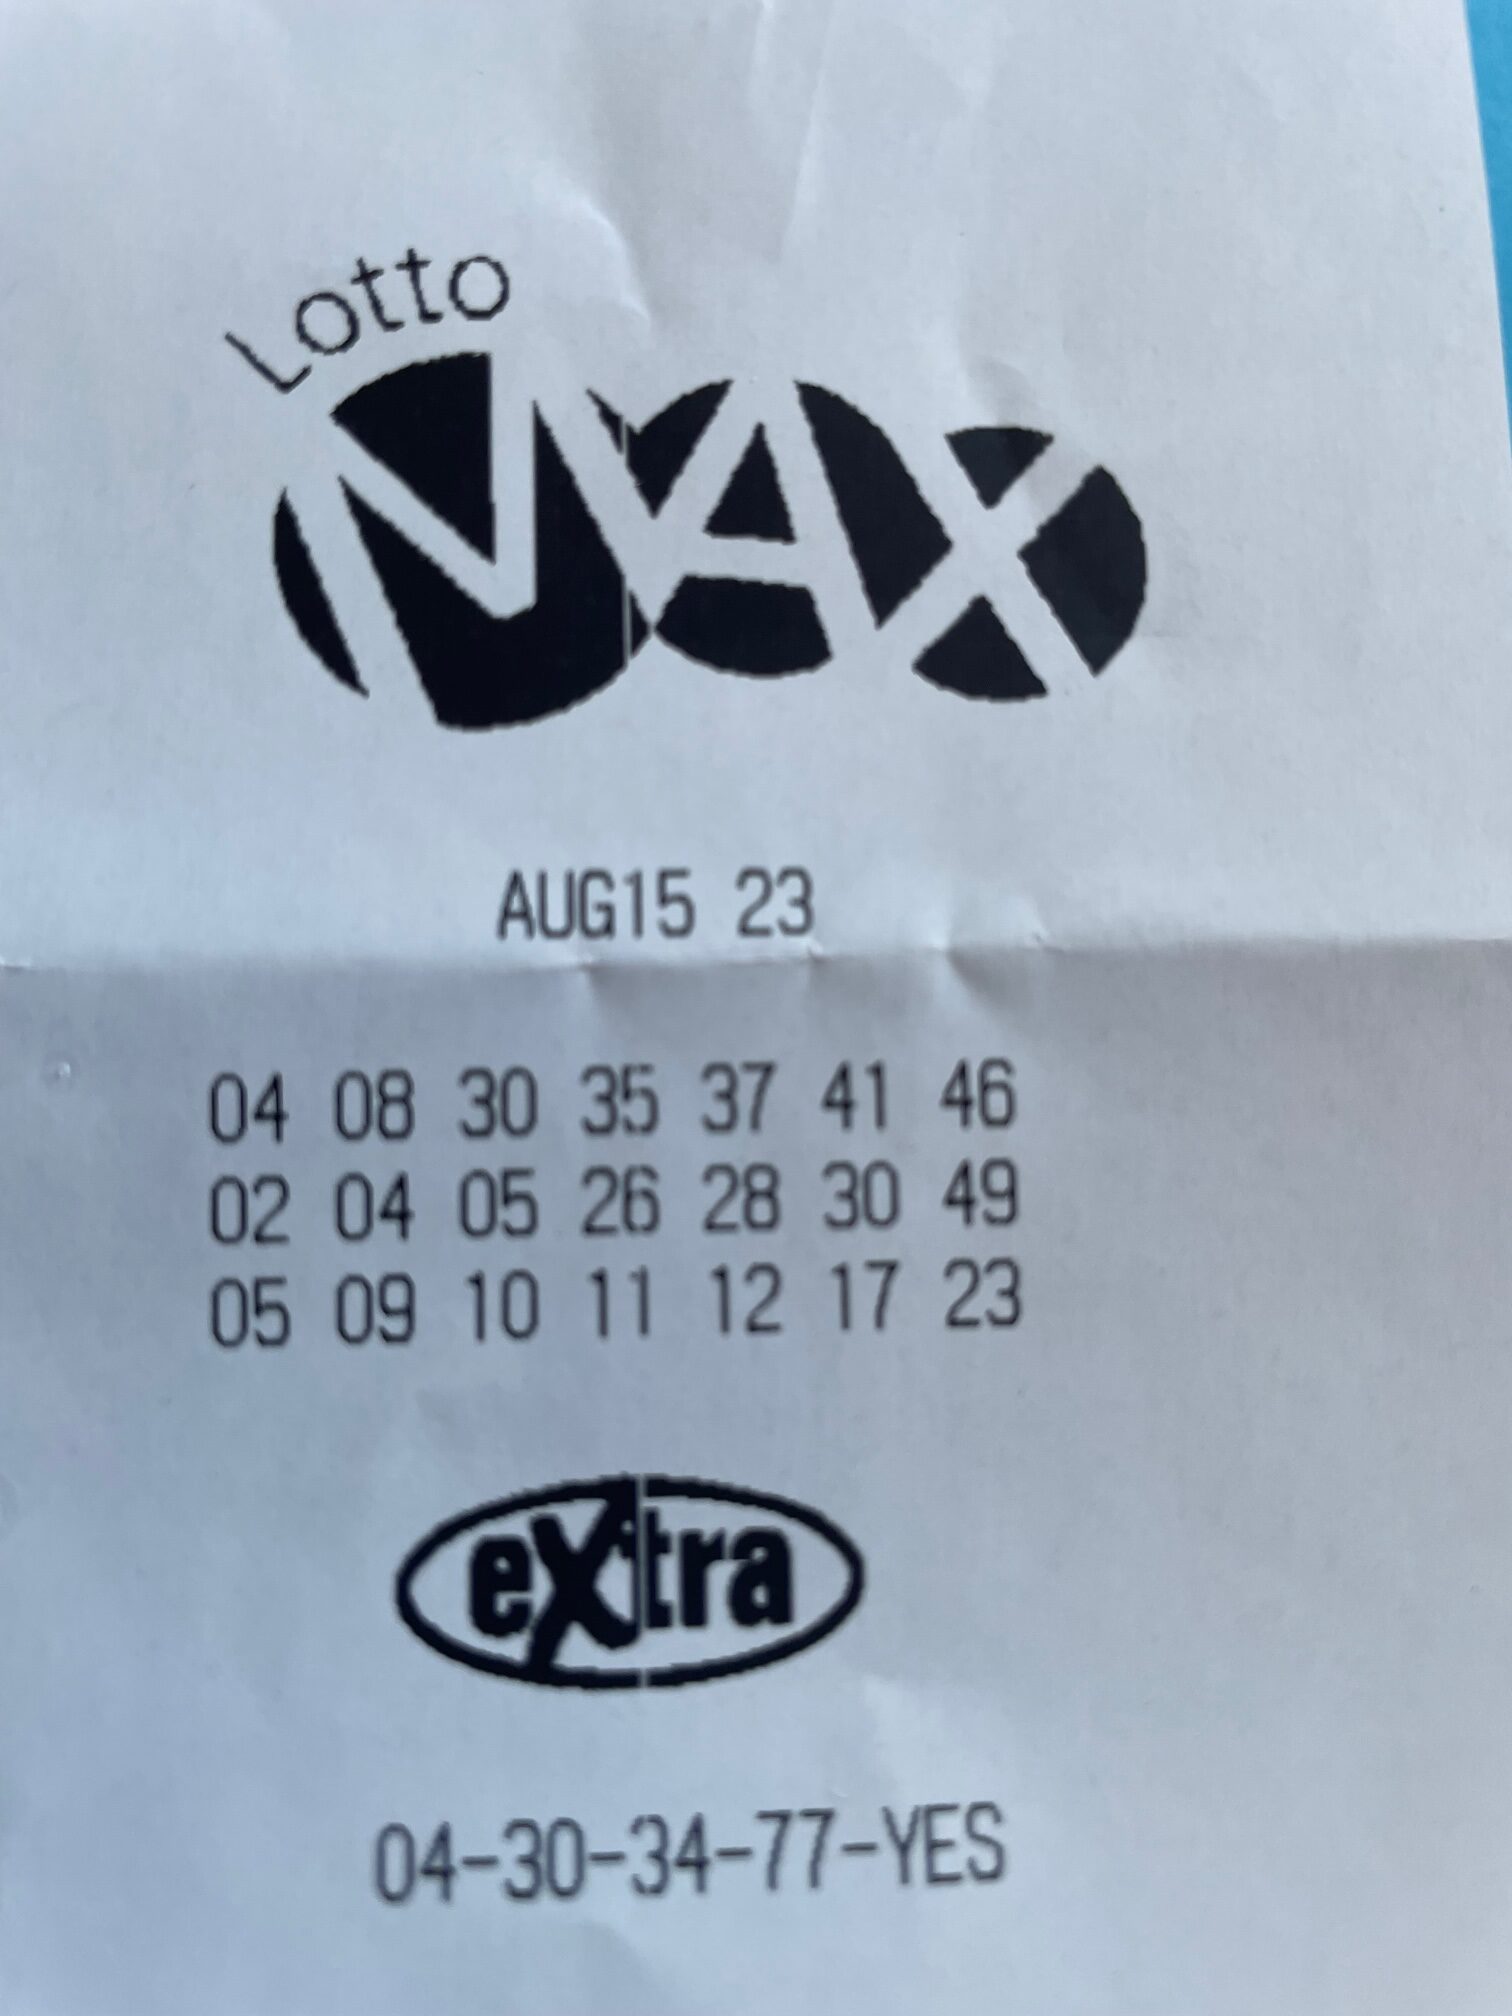 Lotto
MAX
AUG15 23
04 08 30 35 37 41 46
02 04 05 26 28 30 49
05 09 10 11 12 17 23
extra
04-30-34-77-YES